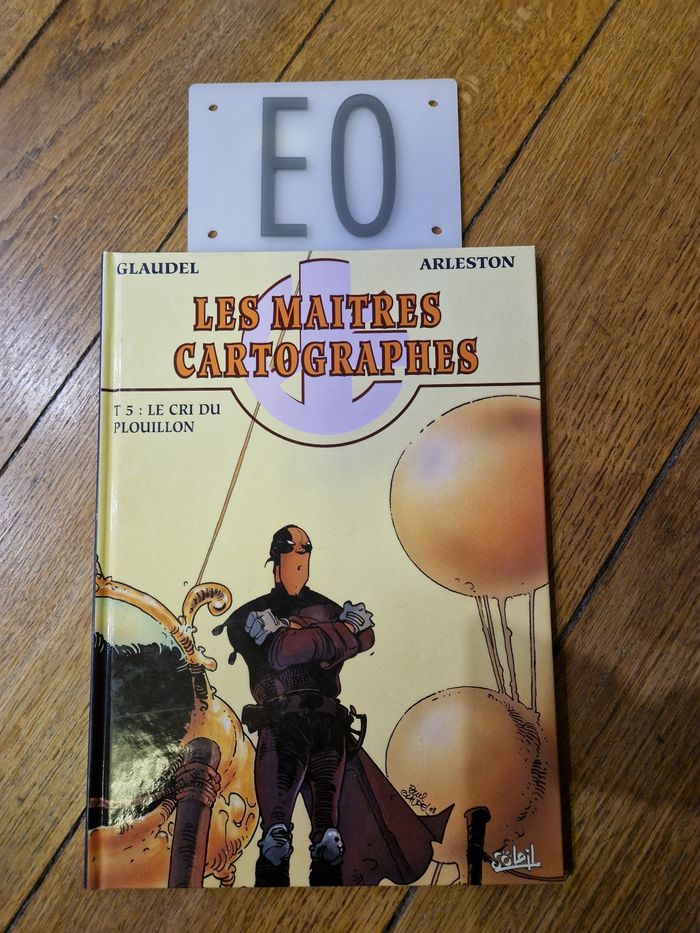 EO
GLAUDEL ARLESTON
LES MAITRES
CARTOGRAPHES
T 5 : LE CRI DU
PLOUILLON
SOLEIL